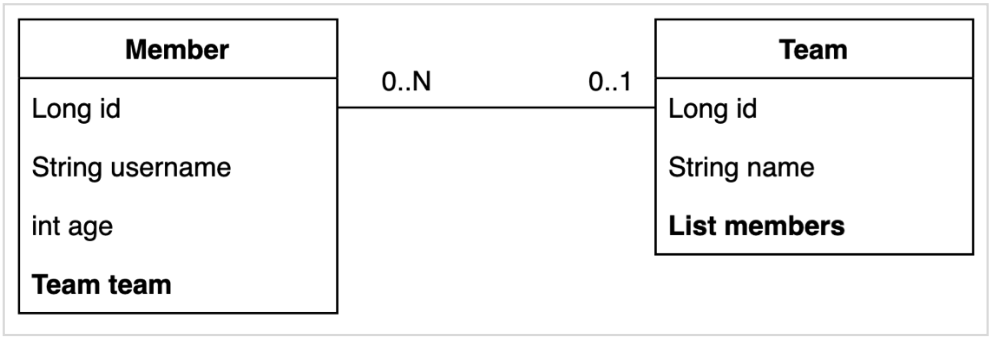 Member
Long id
String username
int age
Team team
0..N
0..1
Team
Long id
String name
List members